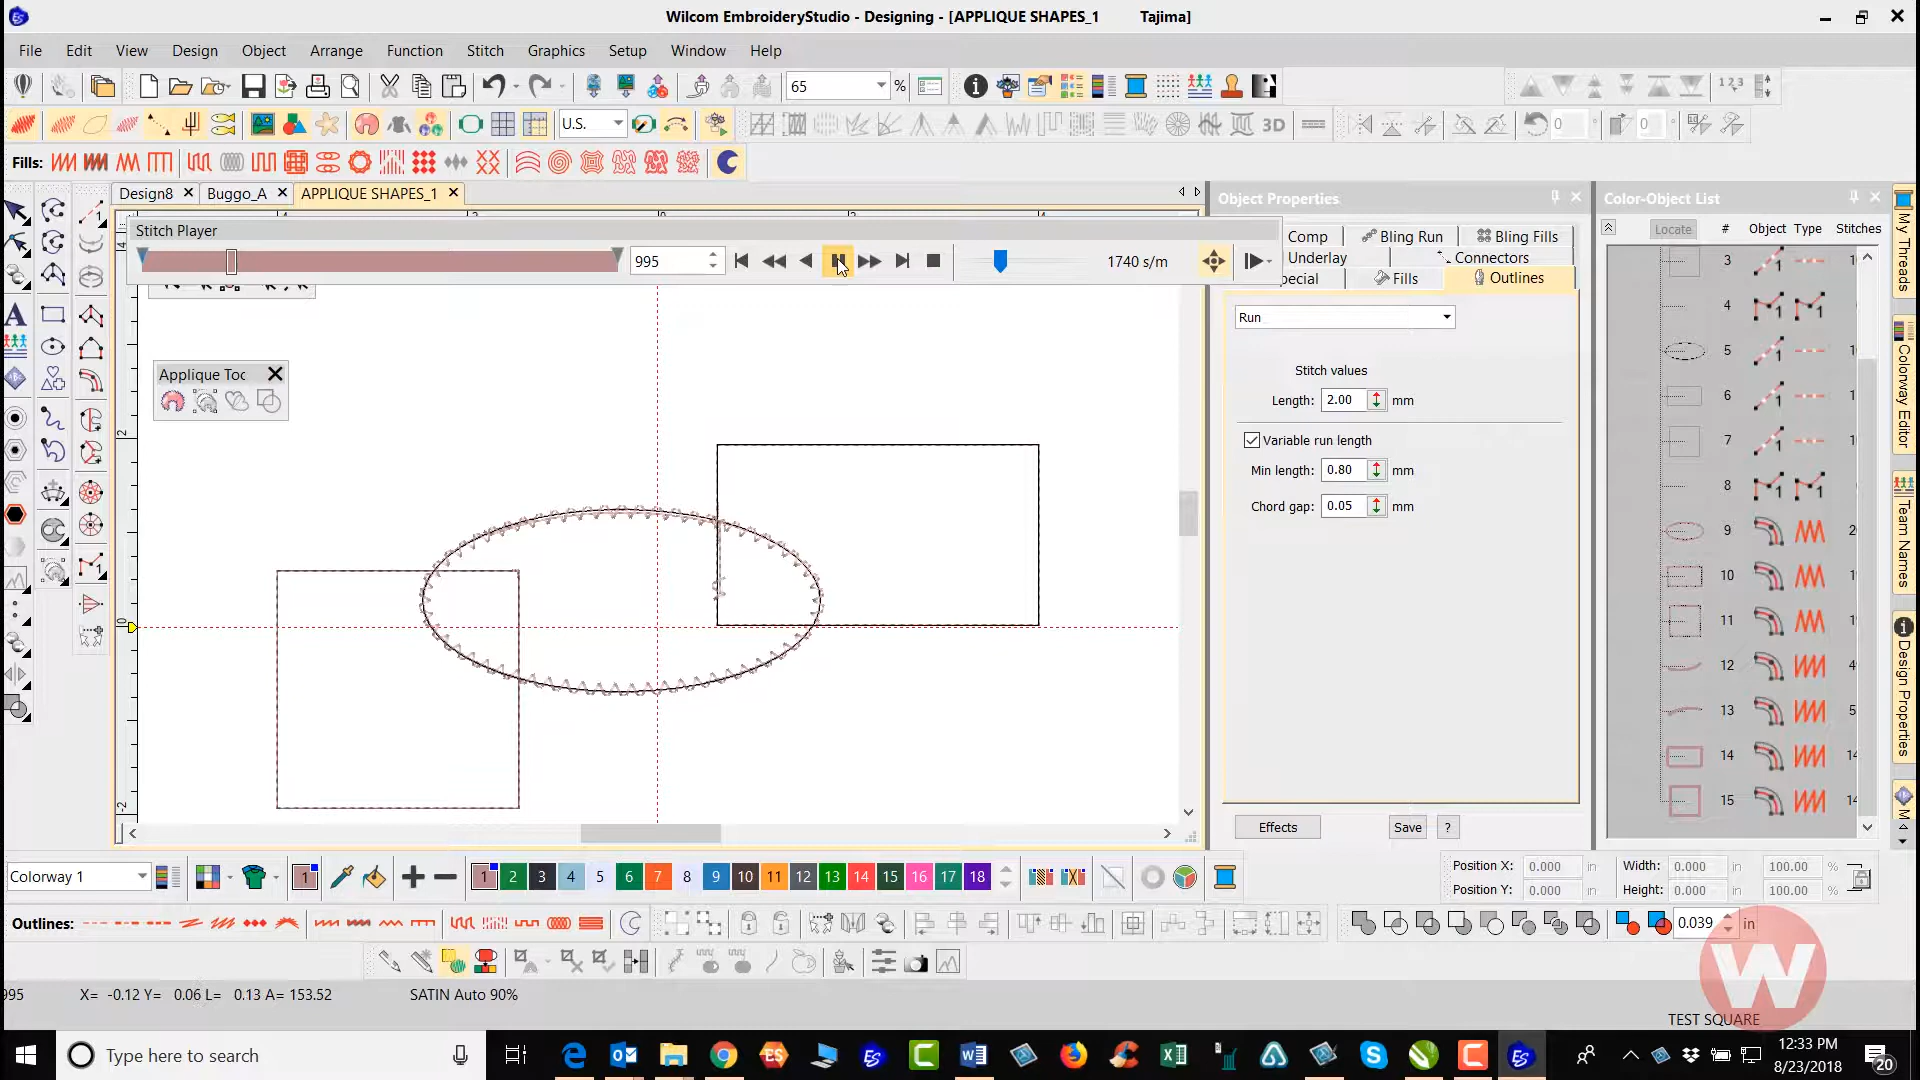 Wilcom EmbroideryStudio - Designing - [APPLIQUE SHAPES_1 Tajima]
File Edit View Design Object Arrange Function Stitch Graphics Setup Window Help
65 %
1 2 3
U.S. 3D 0 0
Fills:
Design8 Buggo_A APPLIQUE SHAPES_1
Object Properties
Color-Object List
Stitch Player
995
1740 s/m
Comp Bling Run Bling Fills
Underlay Connectors
pecial Fills Outlines
Locate # Object Type Stitches
Run
Stitch values
Length: 2.00 mm
Variable run length
Min length: 0.80 mm
Chord gap: 0.05 mm
Effects Save ?
Applique Toc
3
4
5
6
7
8
9
10
11
12
13
14
15
My Threads
Colorway Editor
Team Names
Design Properties
Colorway 1
1 1 2 3 4 5 6 7 8 9 10 11 12 13 14 15 16 17 18
Position X: 0.000 in Width: 0.000 in 100.00 %
Position Y: 0.000 in Height: 0.000 in 100.00 %
Outlines:
0.039 in
995 X= -0.12 Y= 0.06 L= 0.13 A= 153.52 SATIN Auto 90%
W
TEST SQUARE
Type here to search
12:33 PM
8/23/2018
20